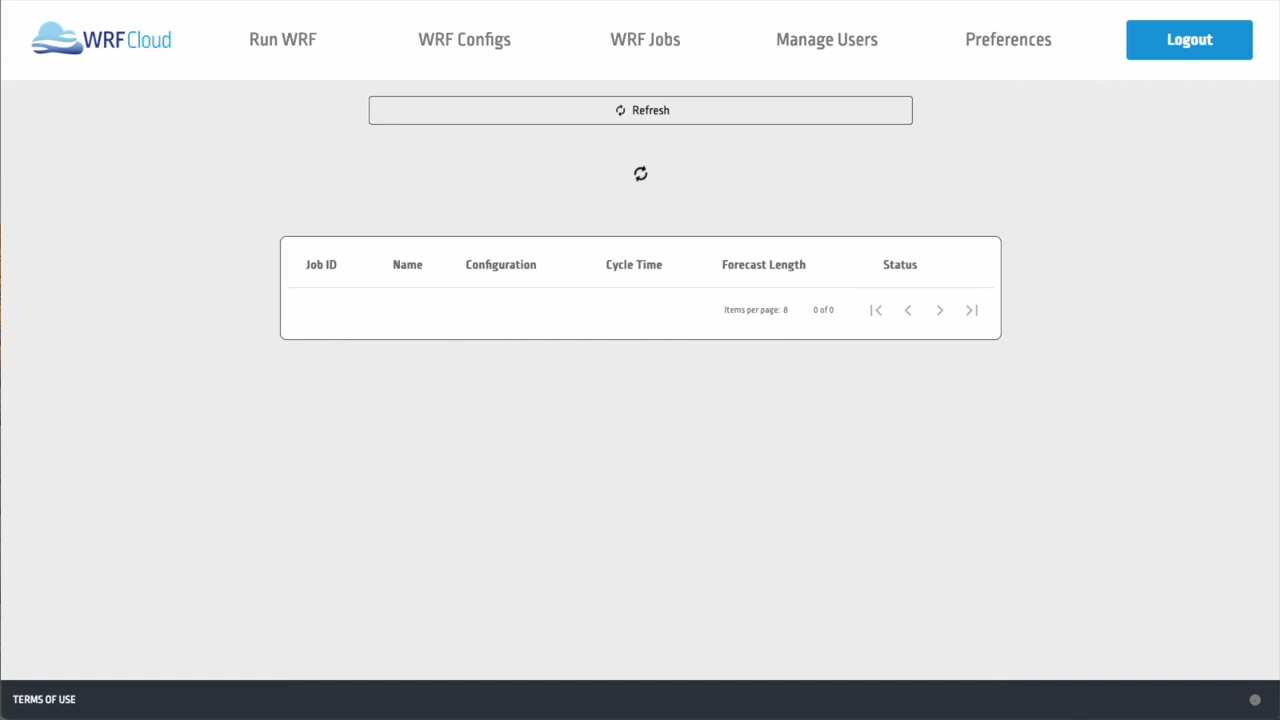 WRFCloud Run WRF WRF Configs WRF Jobs Manage Users Preferences Logout
Refresh
Job ID Name Configuration Cycle Time Forecast Length Status
Items per page: 8 0 of 0
TERMS OF USE